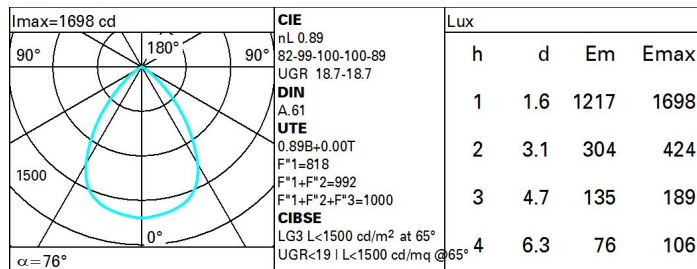 Imax=1698 cd
90° 180° 90°
1500
0°
α=76°
CIE
nL 0.89
82-99-100-100-89
UGR 18.7-18.7
DIN
A.61
UTE
0.89B+0.00T
F"1=818
F"1+F"2=992
F"1+F"2+F"3=1000
CIBSE
LG3 L<1500 cd/m² at 65°
UGR<19 | L<1500 cd/mq @65°
Lux
h d Em Emax
1 1.6 1217 1698
2 3.1 304 424
3 4.7 135 189
4 6.3 76 106